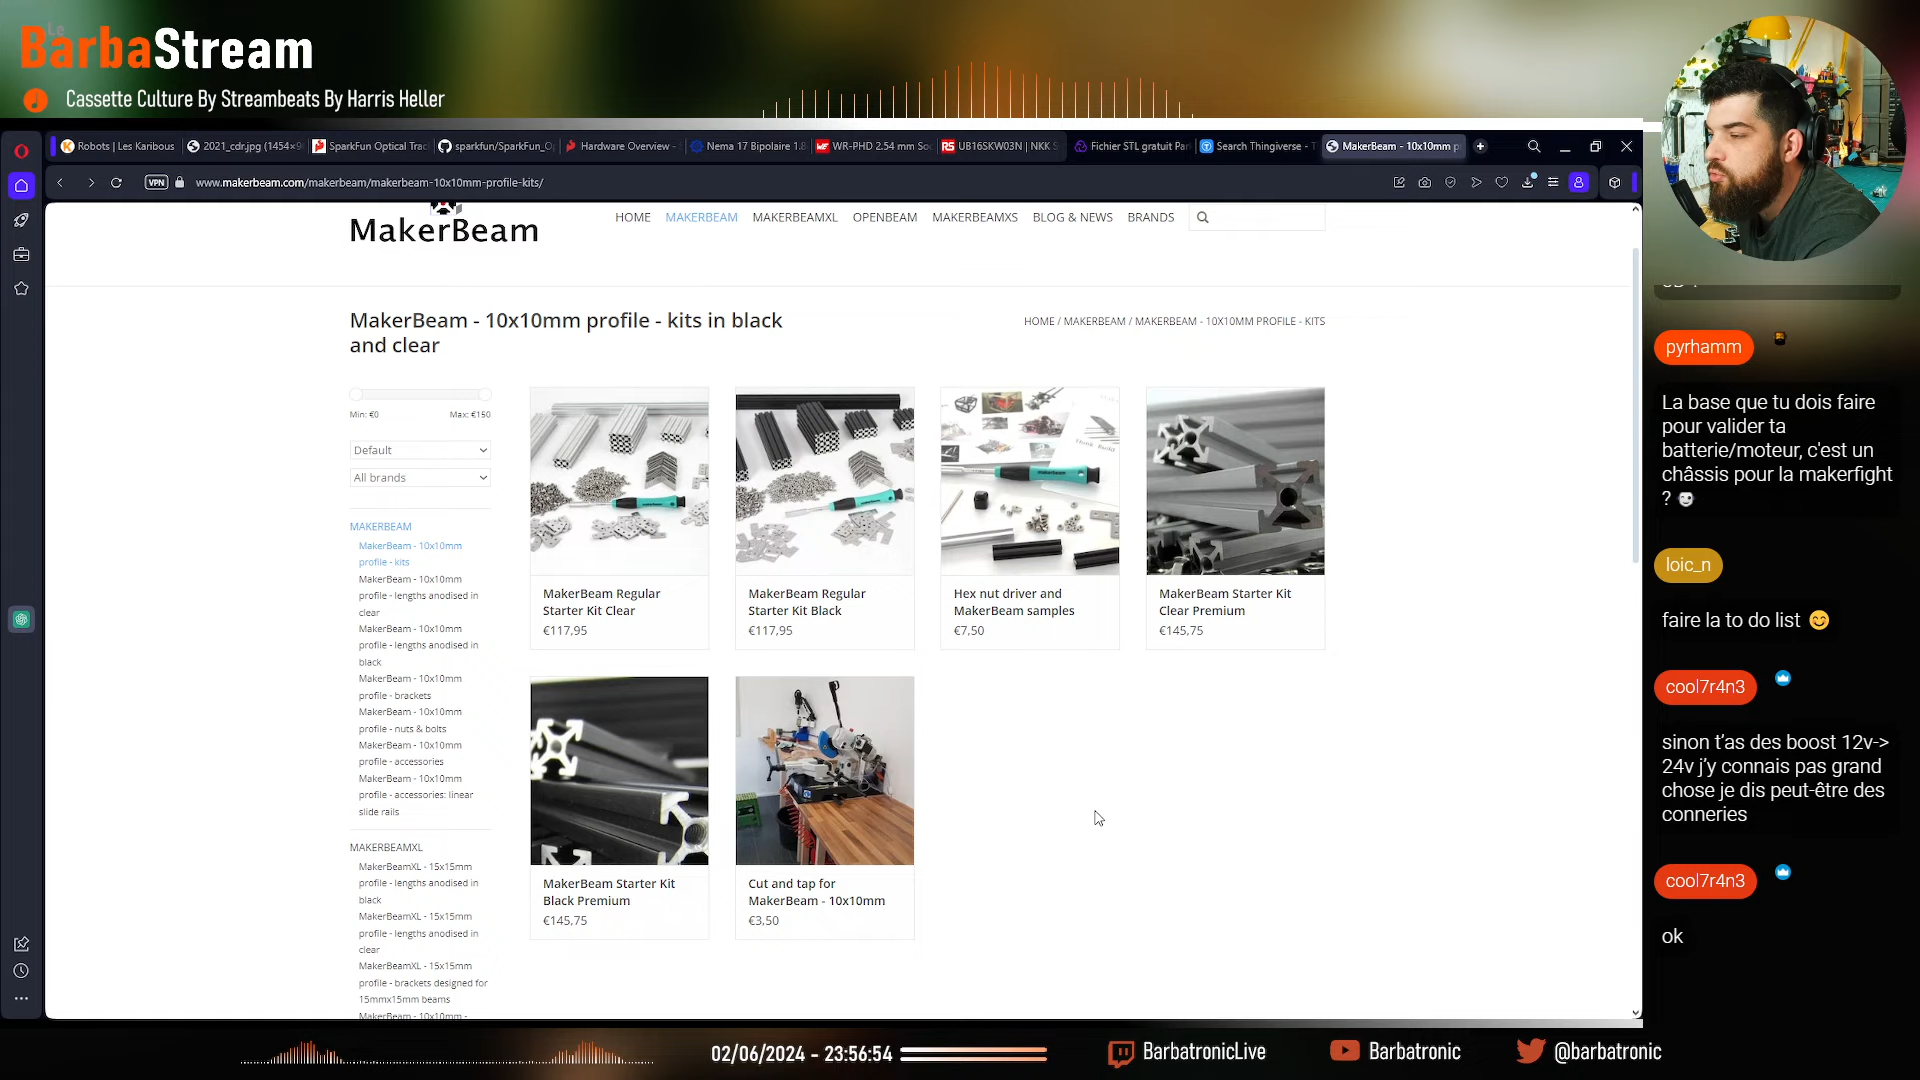 Le
BarbaStream
Cassette Culture By Streambeats By Harris Heller
Robots | Les Karibous
2021_cdr.jpg (1454×9
SparkFun Optical Trac
sparkfun/SparkFun_O
Hardware Overview -
Nema 17 Bipolaire 1.8
WR-PHD 2.54 mm So
UB16SKW03N | NKK S
Fichier STL gratuit Par
Search Thingiverse - T
MakerBeam - 10x10mm p
VPN
www.makerbeam.com/makerbeam/makerbeam-10x10mm-profile-kits/
MakerBeam
HOME
MAKERBEAM
MAKERBEAMXL
OPENBEAM
MAKERBEAMXS
BLOG & NEWS
BRANDS
MakerBeam - 10x10mm profile - kits in black
and clear
HOME / MAKERBEAM / MAKERBEAM - 10X10MM PROFILE - KITS
Min: €0
Max: €150
Default
All brands
MAKERBEAM
MakerBeam - 10x10mm
profile - kits
MakerBeam - 10x10mm
profile - lengths anodised in
clear
MakerBeam - 10x10mm
profile - lengths anodised in
black
MakerBeam - 10x10mm
profile - brackets
MakerBeam - 10x10mm
profile - nuts & bolts
MakerBeam - 10x10mm
profile - accessories
MakerBeam - 10x10mm
profile - accessories: linear
slide rails
MAKERBEAMXL
MakerBeamXL - 15x15mm
profile - lengths anodised in
black
MakerBeamXL - 15x15mm
profile - lengths anodised in
clear
MakerBeamXL - 15x15mm
profile - brackets designed for
15mmx15mm beams
MakerBeam - 10x10mm -
MakerBeam Regular
Starter Kit Clear
€117,95
MakerBeam Regular
Starter Kit Black
€117,95
Hex nut driver and
MakerBeam samples
€7,50
MakerBeam Starter Kit
Clear Premium
€145,75
MakerBeam Starter Kit
Black Premium
€145,75
Cut and tap for
MakerBeam - 10x10mm
€3,50
pyrhamm
La base que tu dois faire
pour valider ta
batterie/moteur, c'est un
châssis pour la makerfight
?
loic_n
faire la to do list 😊
cool7r4n3
sinon t'as des boost 12v->
24v j'y connais pas grand
chose je dis peut-être des
conneries
cool7r4n3
ok
02/06/2024 - 23:56:54
BarbatronicLive
Barbatronic
@barbatronic